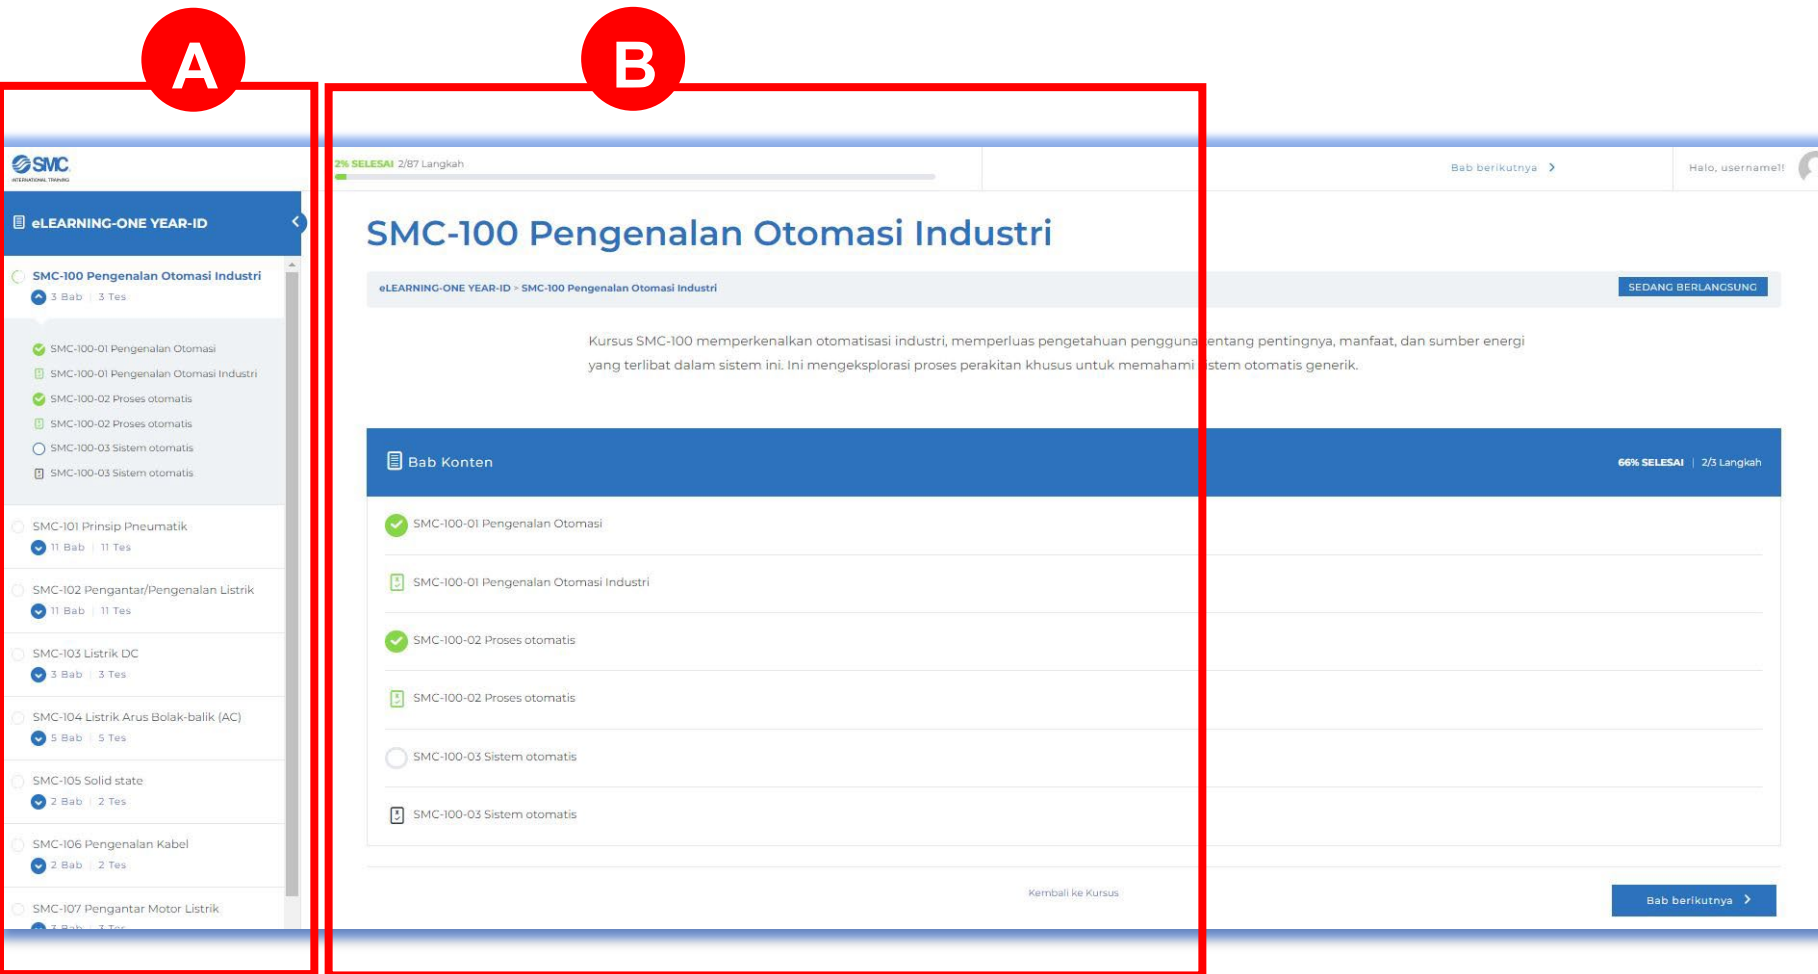 A
B
SMC
INTERNATIONAL TRAINING
2% SELESAI 2/87 Langkah
Bab berikutnya
Halo, username1!
eLEARNING-ONE YEAR-ID
SMC-100 Pengenalan Otomasi Industri
3 Bab | 3 Tes
SMC-100-01 Pengenalan Otomasi
SMC-100-01 Pengenalan Otomasi Industri
SMC-100-02 Proses otomatis
SMC-100-02 Proses otomatis
SMC-100-03 Sistem otomatis
SMC-100-03 Sistem otomatis
SMC-101 Prinsip Pneumatik
11 Bab | 11 Tes
SMC-102 Pengantar/Pengenalan Listrik
11 Bab | 11 Tes
SMC-103 Listrik DC
3 Bab | 3 Tes
SMC-104 Listrik Arus Bolak-balik (AC)
5 Bab | 5 Tes
SMC-105 Solid state
2 Bab | 2 Tes
SMC-106 Pengenalan Kabel
2 Bab | 2 Tes
SMC-107 Pengantar Motor Listrik
3 Bab | 3 Tes
SMC-100 Pengenalan Otomasi Industri
eLEARNING-ONE YEAR-ID > SMC-100 Pengenalan Otomasi Industri
SEDANG BERLANGSUNG
Kursus SMC-100 memperkenalkan otomatisasi industri, memperluas pengetahuan pengguna tentang pentingnya, manfaat, dan sumber energi
yang terlibat dalam sistem ini. Ini mengeksplorasi proses perakitan khusus untuk memahami sistem otomatis generik.
Bab Konten
66% SELESAI | 2/3 Langkah
SMC-100-01 Pengenalan Otomasi
SMC-100-01 Pengenalan Otomasi Industri
SMC-100-02 Proses otomatis
SMC-100-02 Proses otomatis
SMC-100-03 Sistem otomatis
SMC-100-03 Sistem otomatis
Kembali ke Kursus
Bab berikutnya